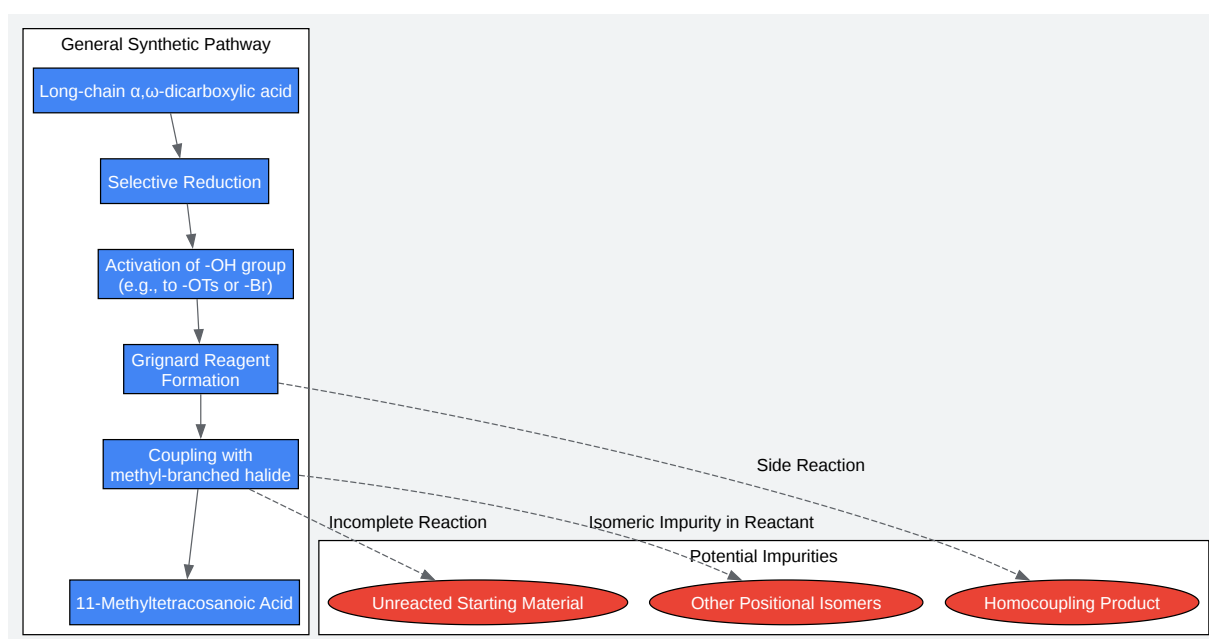 General Synthetic Pathway
Long-chain α,ω-dicarboxylic acid
Selective Reduction
Activation of -OH group
(e.g., to -OTs or -Br)
Grignard Reagent
Formation
Coupling with
methyl-branched halide
11-Methyltetracosanoic Acid
Side Reaction
Incomplete Reaction
Isomeric Impurity in Reactant
Potential Impurities
Unreacted Starting Material
Other Positional Isomers
Homocoupling Product